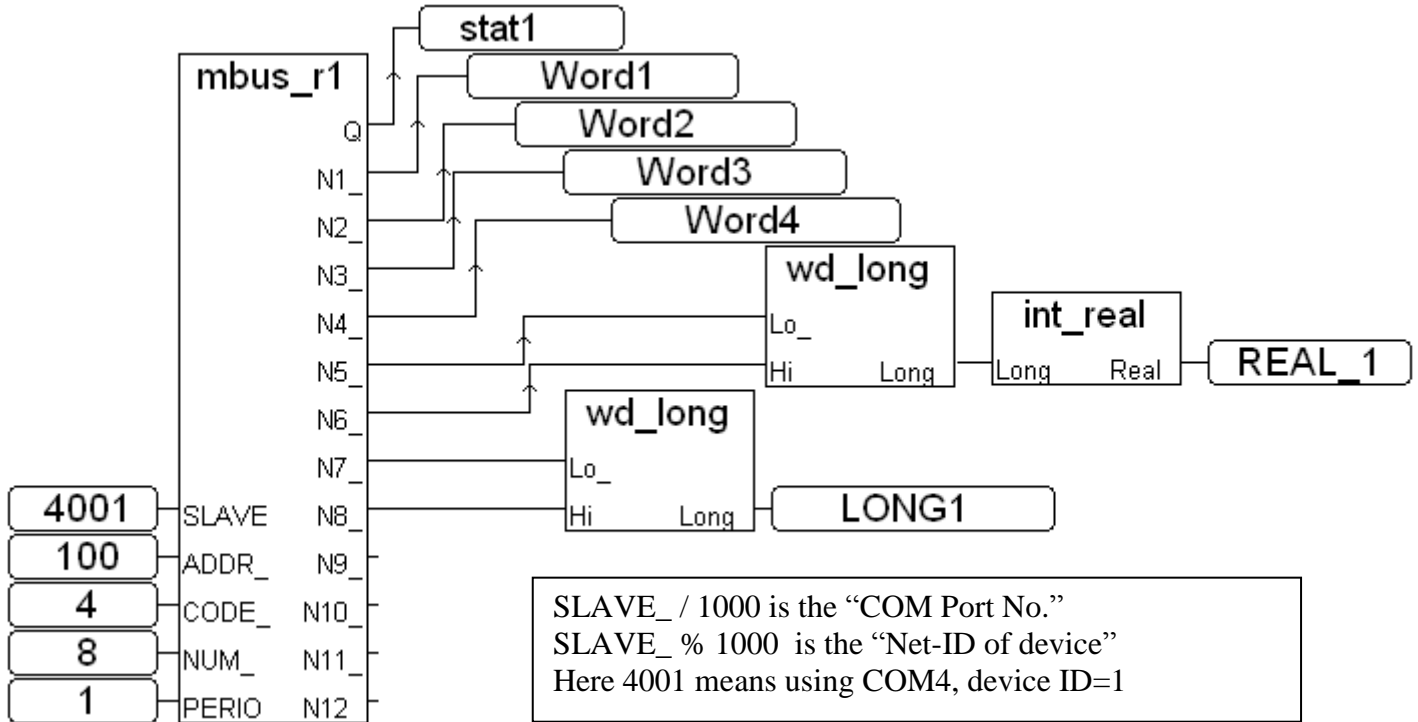 stat1
mbus_r1
Word1
Q
Word2
N1_
Word3
N2_
Word4
N3_
wd_long
N4_
Lo_
int_real
N5_
Hi Long
Long Real
REAL_1
N6_
wd_long
N7_
Lo_
4001
SLAVE
N8_
Hi Long
LONG1
100
ADDR_
N9_
4
CODE_
N10_
8
NUM_
N11_
1
PERIO
N12
SLAVE_ / 1000 is the “COM Port No.”
SLAVE_ % 1000 is the “Net-ID of device”
Here 4001 means using COM4, device ID=1